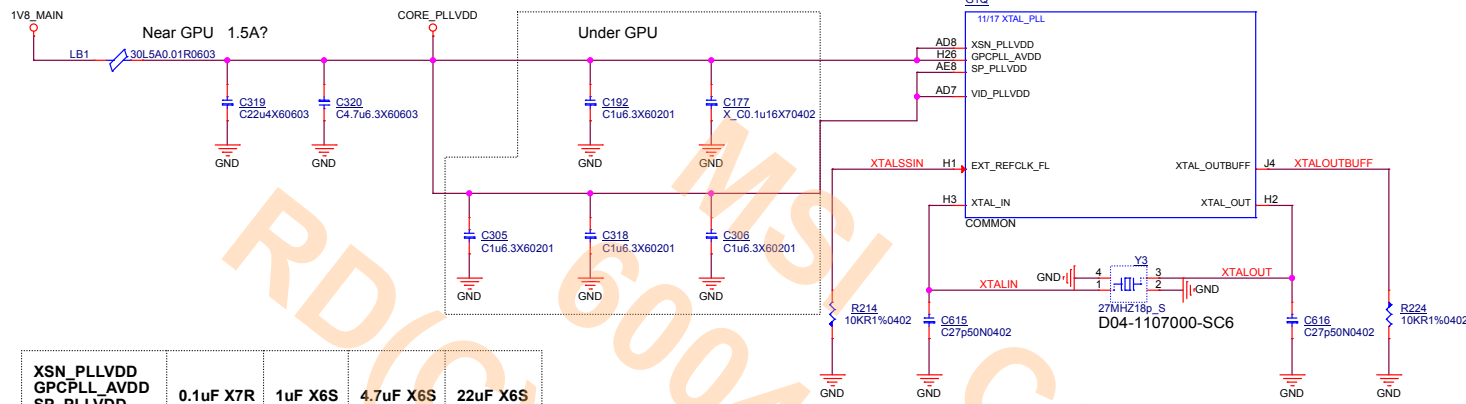 1V8_MAIN
CORE_PLLVDD
Near GPU 1.5A?
Under GPU
11/17 XTAL_PLL
LB1
30L5A0.01R0603
AD8 XSN_PLLVDD
H26 GPCPLL_AVDD
AE8 SP_PLLVDD
AD7 VID_PLLVDD
C319
C22u4X60603
C320
C4.7u6.3X60603
C192
C1u6.3X60201
C177
X_C0.1u16X70402
GND
GND
GND
GND
XTALSSIN H1 EXT_REFCLK_FL
XTAL_OUTBUFF J4 XTALOUTBUFF
H3 XTAL_IN
XTAL_OUT H2
COMMON
C305
C1u6.3X60201
C318
C1u6.3X60201
C306
C1u6.3X60201
GND
GND
GND
Y3
GND 4 3 XTALOUT
XTALIN 1 2 GND
27MHZ18p_S
D04-1107000-SC6
R214
10KR1%0402
C615
C27p50N0402
C616
C27p50N0402
R224
10KR1%0402
GND
GND
GND
GND
XSN_PLLVDD
GPCPLL_AVDD
SP_PLLVDD
0.1uF X7R 1uF X6S 4.7uF X6S 22uF X6S
MSI
6004
RD(C